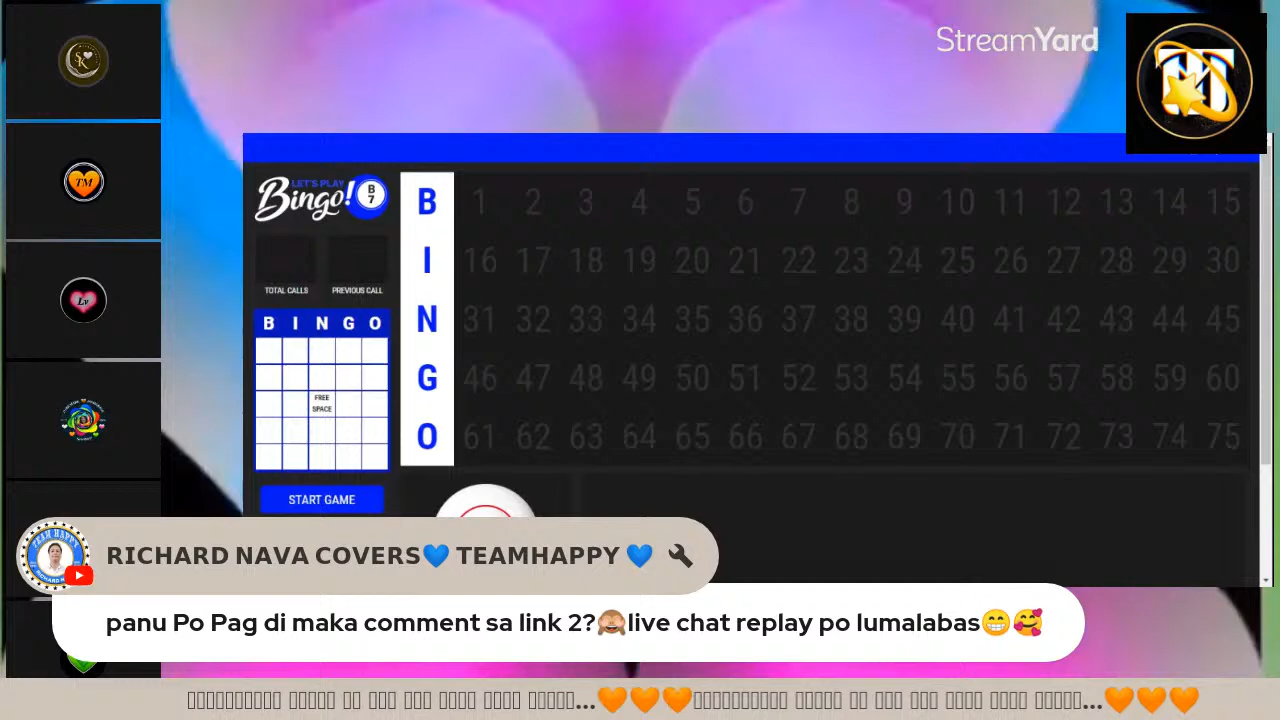 StreamYard
SK
TM
Lv
LET'S PLAY
Bingo!
B
7
TOTAL CALLS PREVIOUS CALL
B I N G O
FREE
SPACE
START GAME
B 1 2 3 4 5 6 7 8 9 10 11 12 13 14 15
I 16 17 18 19 20 21 22 23 24 25 26 27 28 29 30
N 31 32 33 34 35 36 37 38 39 40 41 42 43 44 45
G 46 47 48 49 50 51 52 53 54 55 56 57 58 59 60
O 61 62 63 64 65 66 67 68 69 70 71 72 73 74 75
TEAM HAPPY
RICHARD NAVA COVERS💙 TEAMHAPPY 💙
panu Po Pag di maka comment sa link 2?🙈live chat replay po lumalabas😁🥰